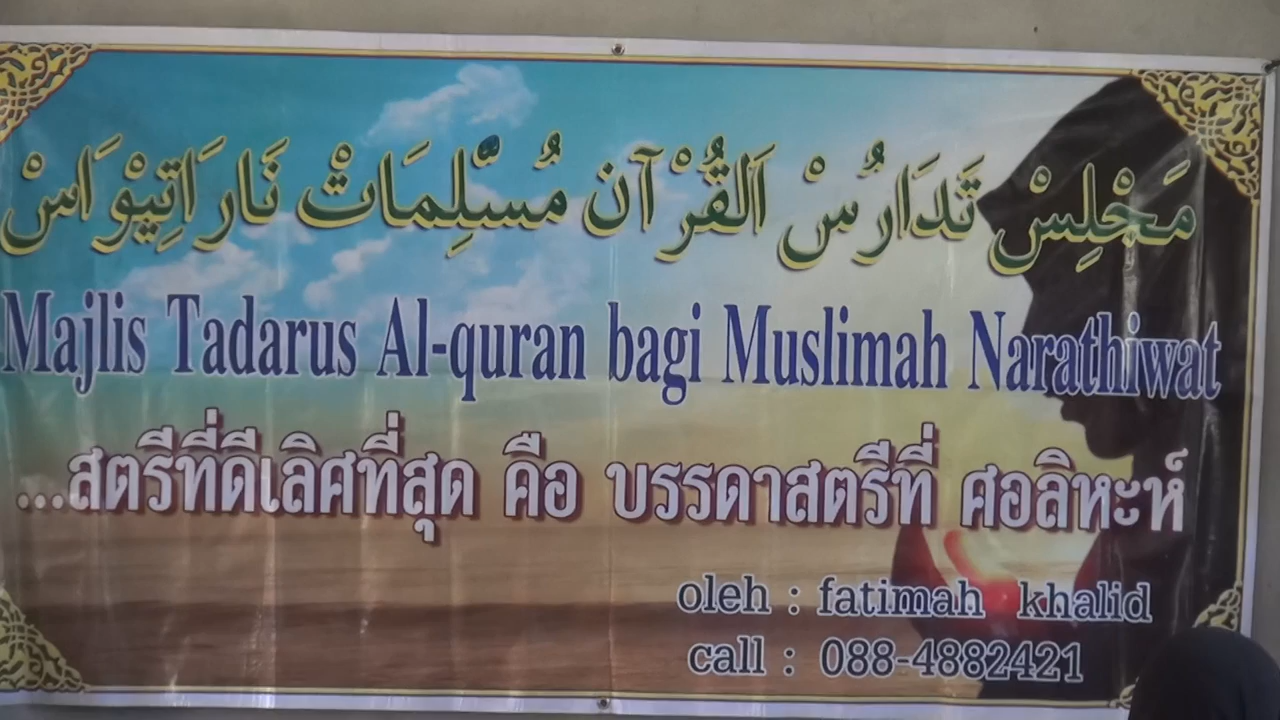 مَجْلِسْ تَدَارُسْ اَلْقُرْآن مُسْلِمَاتْ نَارَاتِيْوَاسْ
Majlis Tadarus Al-quran bagi Muslimah Narathiwat
...สตรีที่ดีเลิศที่สุด คือ บรรดาสตรีที่ ศอลิหะห์
oleh : fatimah khalid
call : 088-4882421